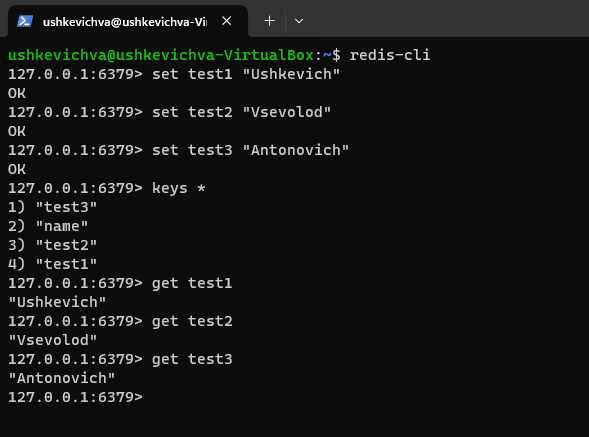 ushkevichva@ushkevichva-Vi
ushkevichva@ushkevichva-VirtualBox:~$ redis-cli
127.0.0.1:6379> set test1 "Ushkevich"
OK
127.0.0.1:6379> set test2 "Vsevolod"
OK
127.0.0.1:6379> set test3 "Antonovich"
OK
127.0.0.1:6379> keys *
1) "test3"
2) "name"
3) "test2"
4) "test1"
127.0.0.1:6379> get test1
"Ushkevich"
127.0.0.1:6379> get test2
"Vsevolod"
127.0.0.1:6379> get test3
"Antonovich"
127.0.0.1:6379>